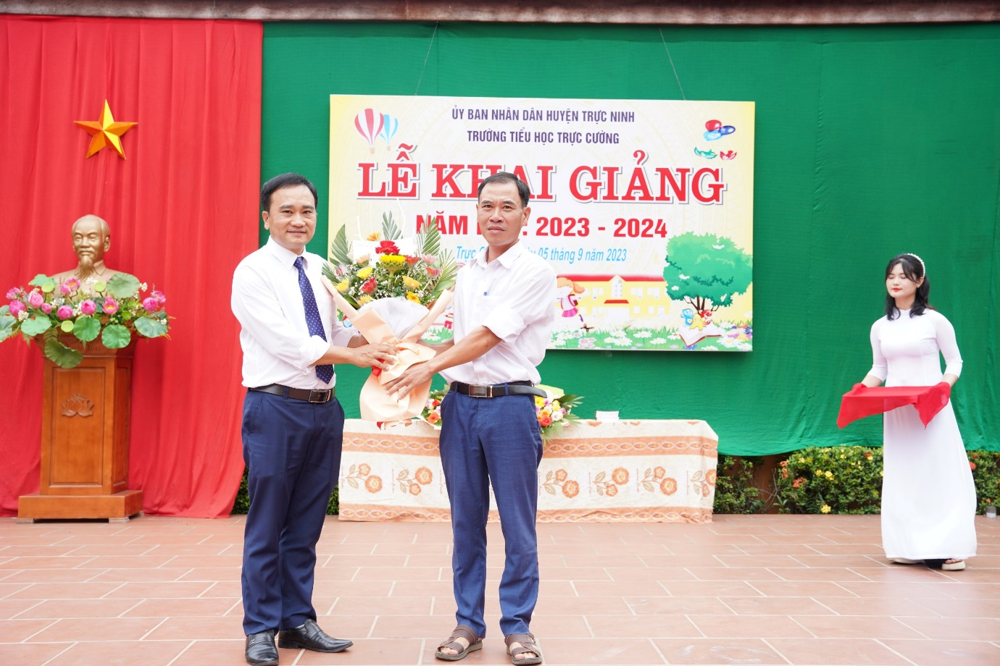 ỦY BAN NHÂN DÂN HUYỆN TRỰC NINH
TRƯỜNG TIỂU HỌC TRỰC CƯỜNG
LỄ KHAI GIẢNG
NĂM 2023 - 2024
Trực 05 tháng 9 năm 2023